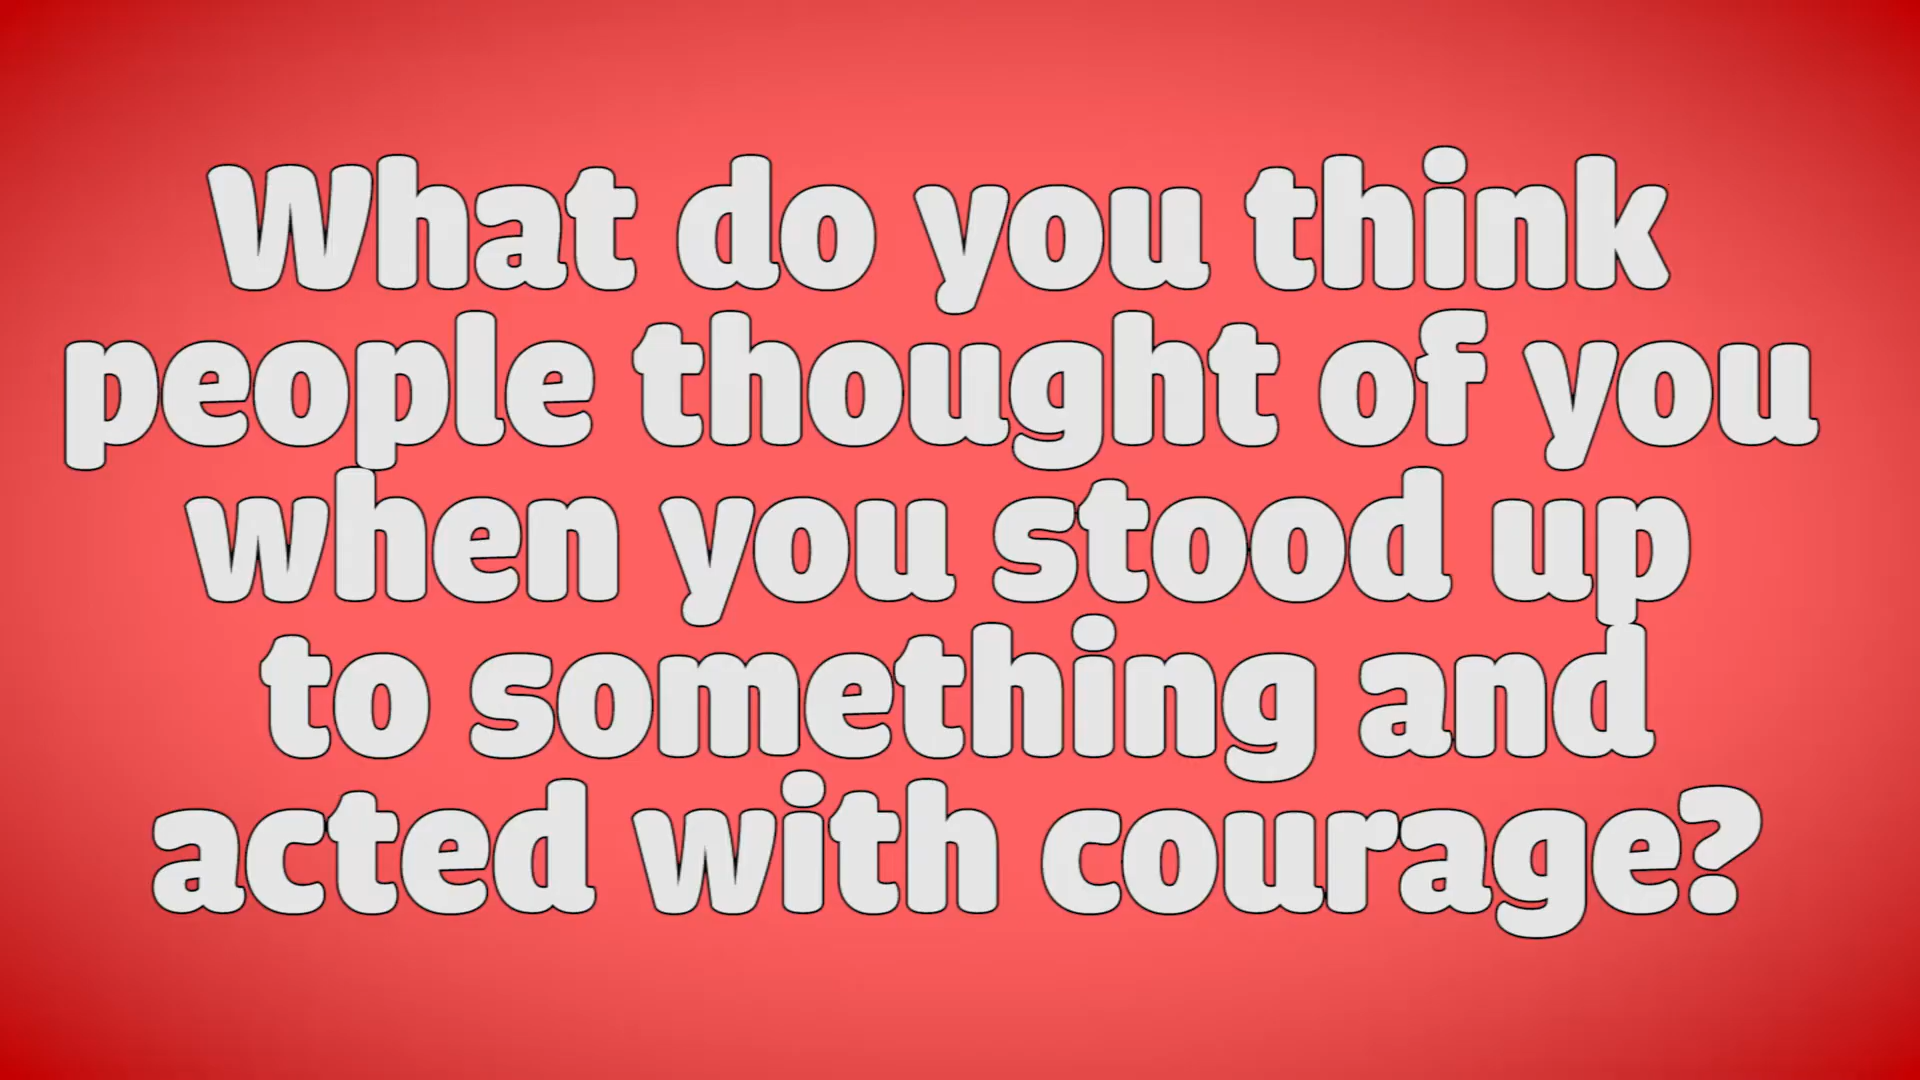 What do you think
people thought of you
when you stood up
to something and
acted with courage?